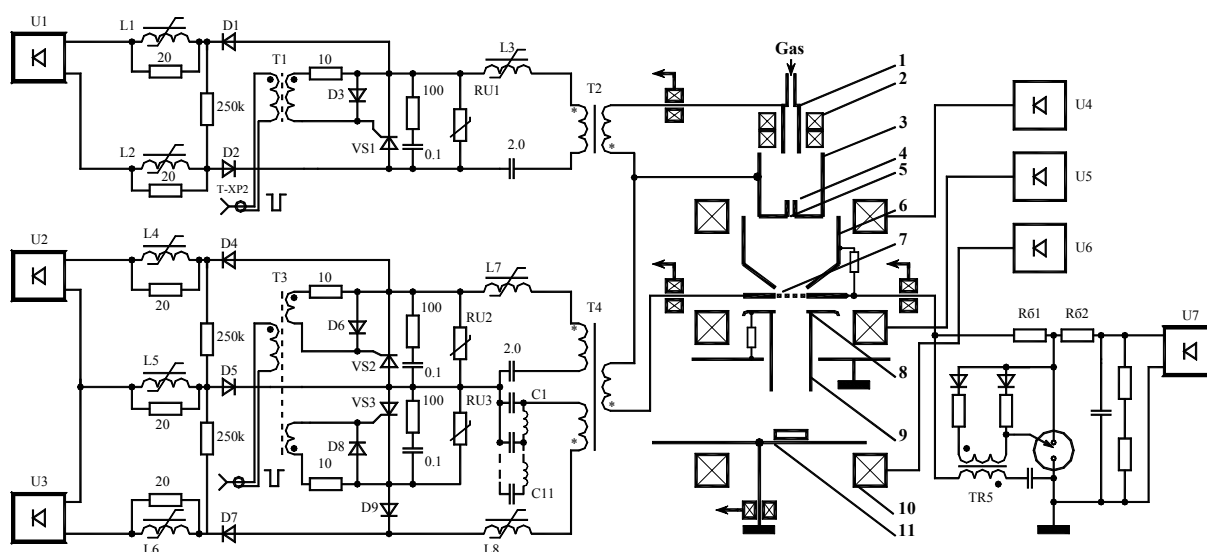 U1
L1
D1
20
T1
10
L3
Gas
1
2
250k
D3
100
RU1
T2
*
3
U4
L2
D2
VS1
0.1
2.0
*
4
5
20
T-XP2
U5
6
U2
L4
D4
7
U6
20
T3
10
L7
100
250k
D6
RU2
T4
Rб1
Rб2
U7
VS2
0.1
2.0
L5
D5
8
20
VS3
100
C1
*
RU3
250k
D8
*
9
10
0.1
20
C11
TR5
U3
D9
10
L6
D7
L8
11